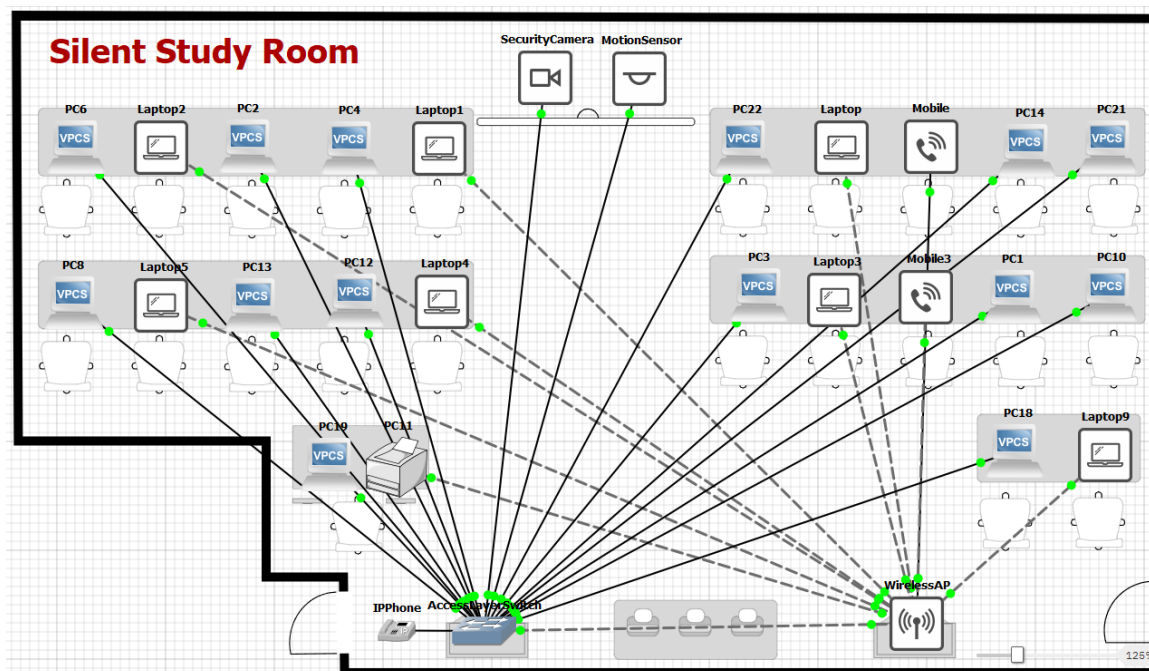 SecurityCamera MotionSensor
Silent Study Room
PC6 Laptop2 PC2 PC4 Laptop1 PC22 Laptop Mobile PC14 PC21
VPCS VPCS VPCS VPCS VPCS VPCS
PC8 Laptop5 PC13 PC12 Laptop4 PC3 Laptop3 Mobile3 PC1 PC10
VPCS VPCS VPCS VPCS VPCS VPCS
PC19 PC11 PC18 Laptop9
VPCS VPCS
WirelessAP
IPPhone AccessLayerSwitch
125%